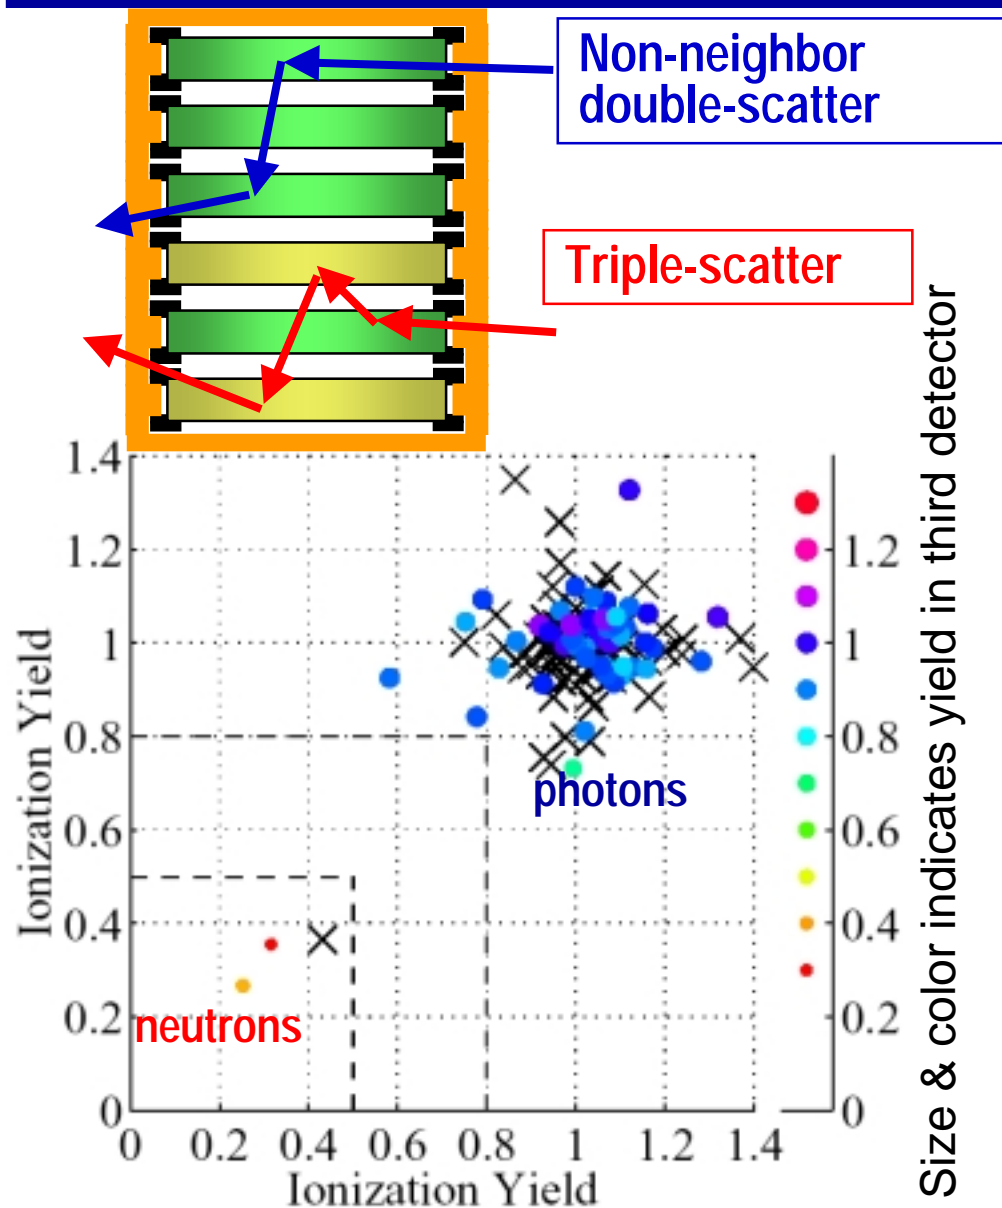 Non-neighbor
double-scatter
Triple-scatter
Size & color indicates yield in third detector
1.4
1.2
1
0.8
0.6
0.4
0.2
0
Ionization Yield
photons
neutrons
0 0.2 0.4 0.6 0.8 1 1.2 1.4
Ionization Yield
1.2
1
0.8
0.6
0.4
0.2
0